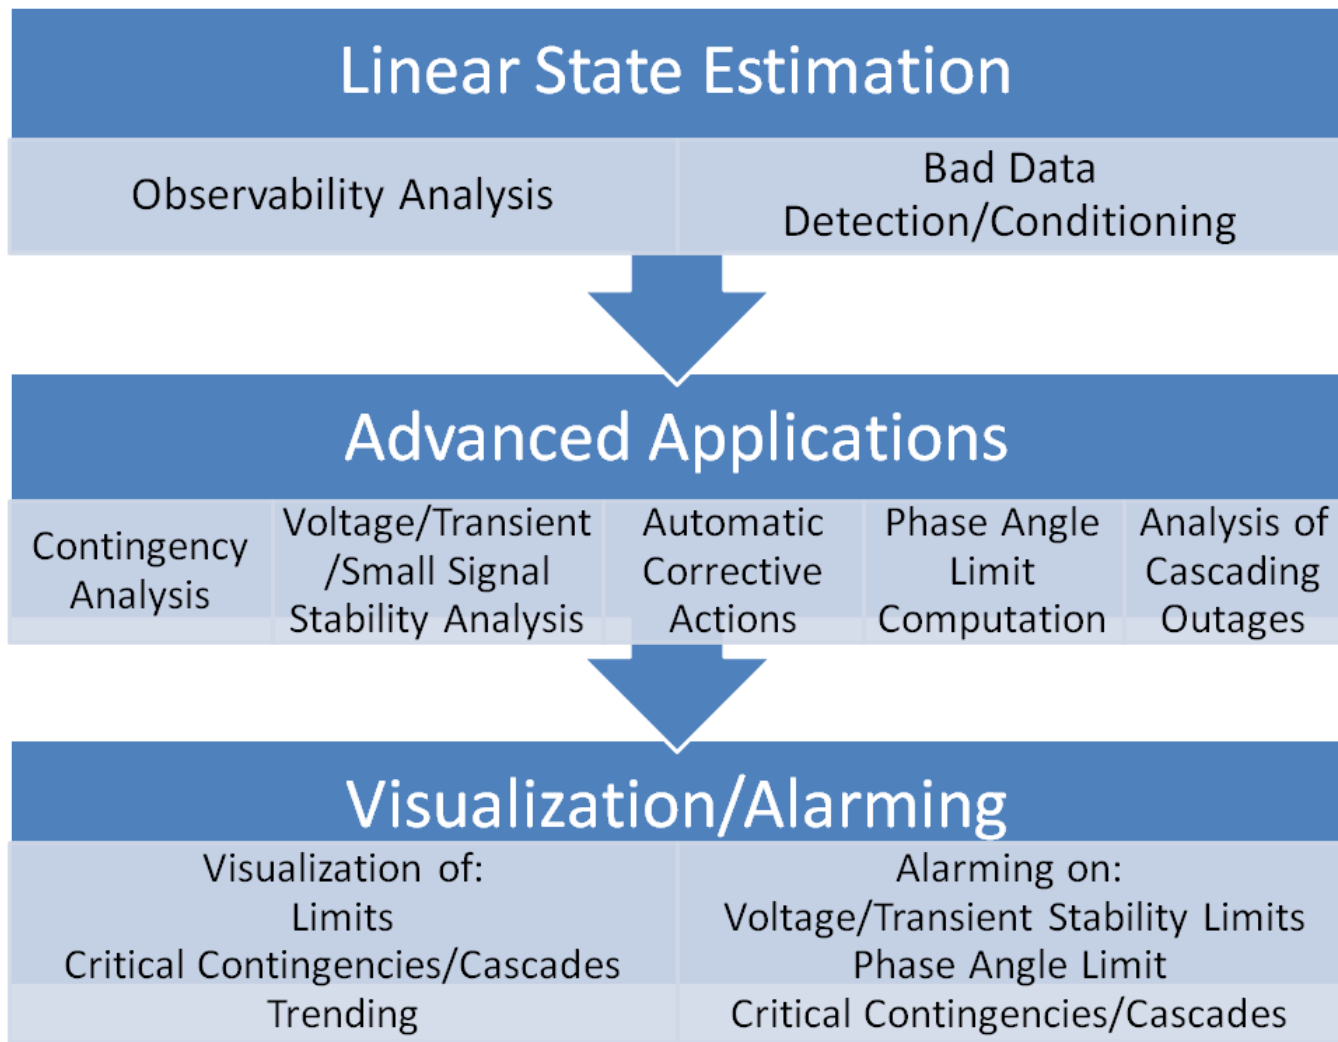 Linear State Estimation
Observability Analysis
Bad Data
Detection/Conditioning
Advanced Applications
Contingency
Analysis
Voltage/Transient
/Small Signal
Stability Analysis
Automatic
Corrective
Actions
Phase Angle
Limit
Computation
Analysis of
Cascading
Outages
Visualization/Alarming
Visualization of:
Limits
Critical Contingencies/Cascades
Trending
Alarming on:
Voltage/Transient Stability Limits
Phase Angle Limit
Critical Contingencies/Cascades